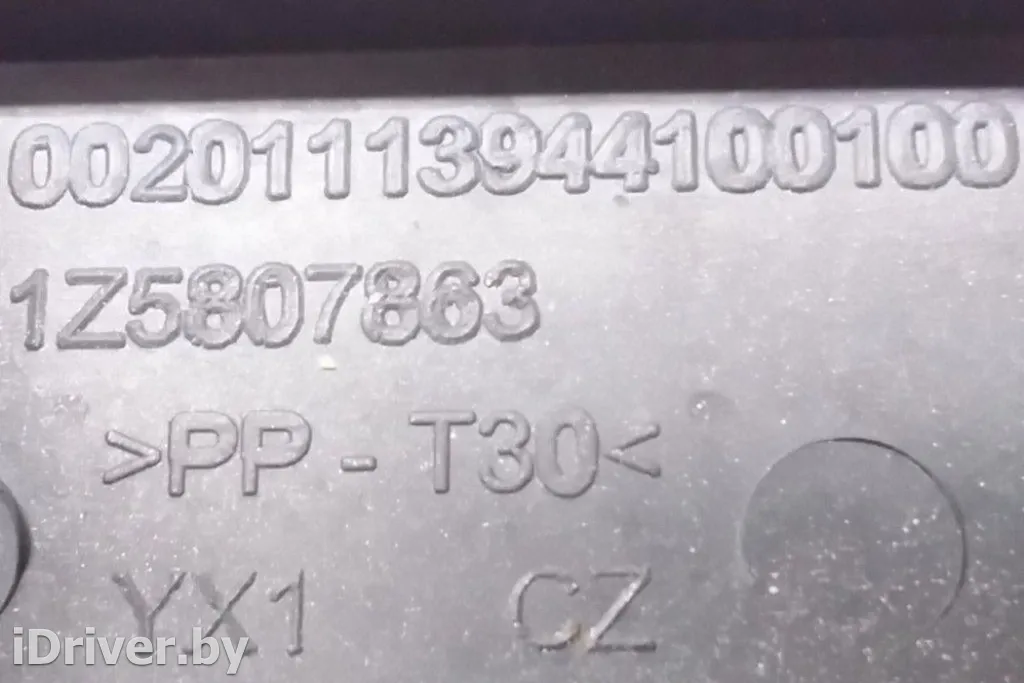 00201113944100100
1Z5807863
>PP - T30<
YX1 CZ
iDriver.by